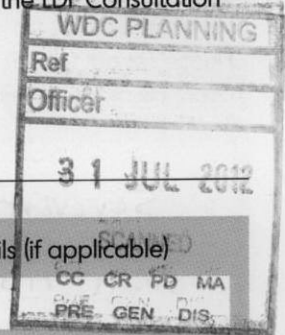 the LDF Consultation
WDC PLANNING
Ref
Officer
31 JUL 2012
ils (if applicable)
SCANNED
CC CR PD MA
PRE GEN DIS